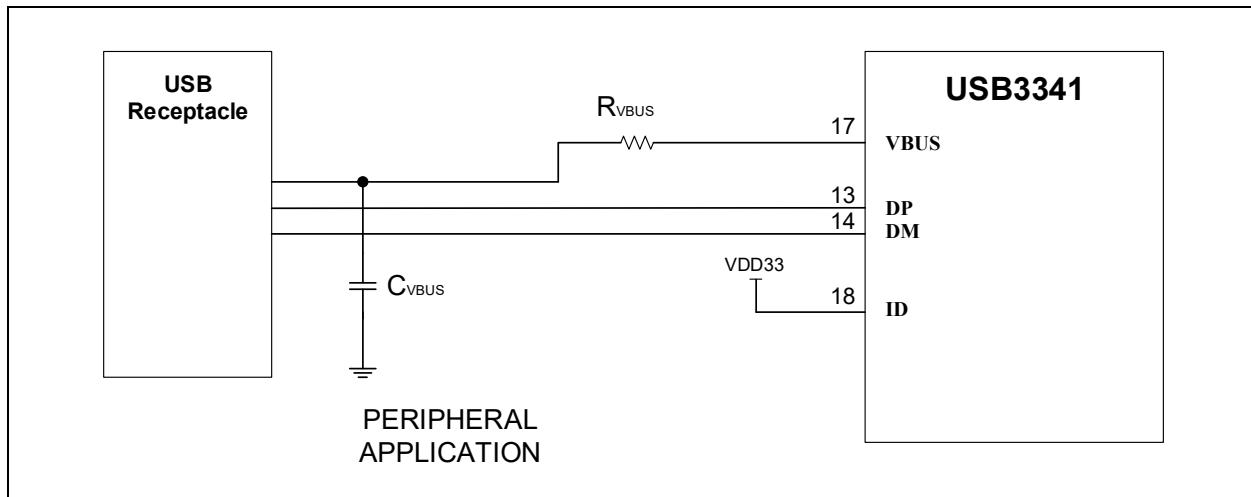 USB
Receptacle
USB3341
RVBUS
17
VBUS
13
DP
14
DM
VDD33
CVBUS
18
ID
PERIPHERAL
APPLICATION